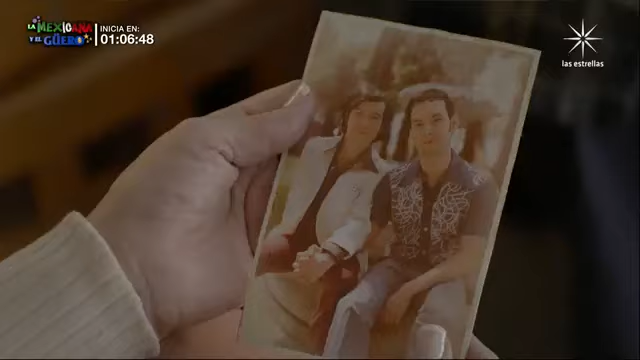 LA MEXICANA
Y EL GÜERO
INICIA EN:
01:06:48
las estrellas